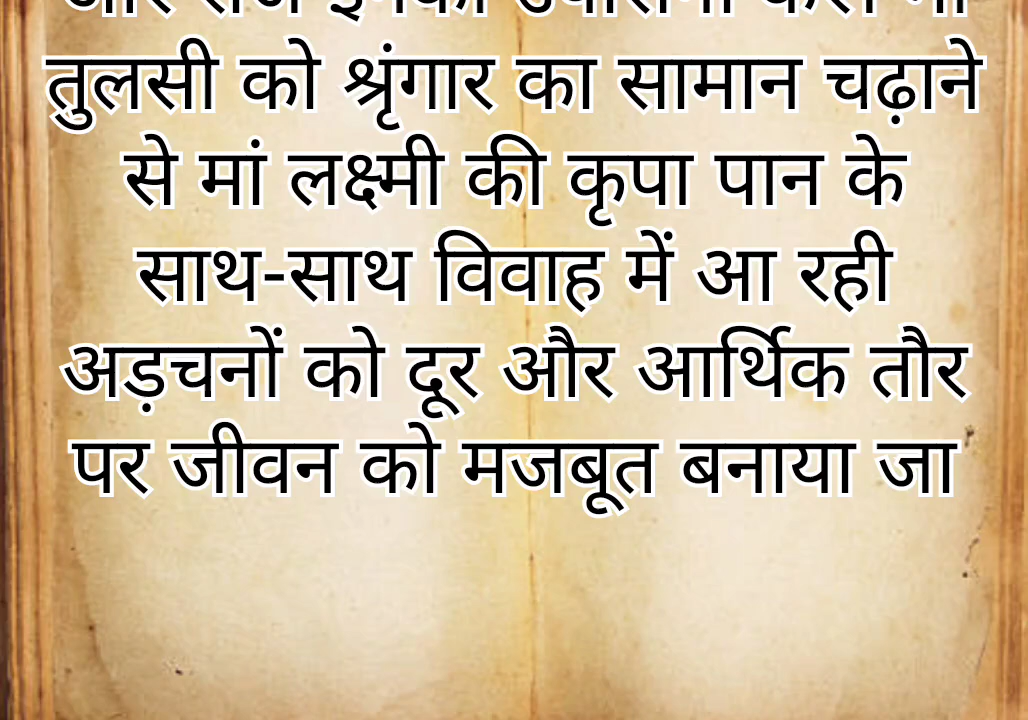 तुलसी को श्रृंगार का सामान चढ़ाने
से मां लक्ष्मी की कृपा पान के
साथ-साथ विवाह में आ रही
अड़चनों को दूर और आर्थिक तौर
पर जीवन को मजबूत बनाया जा